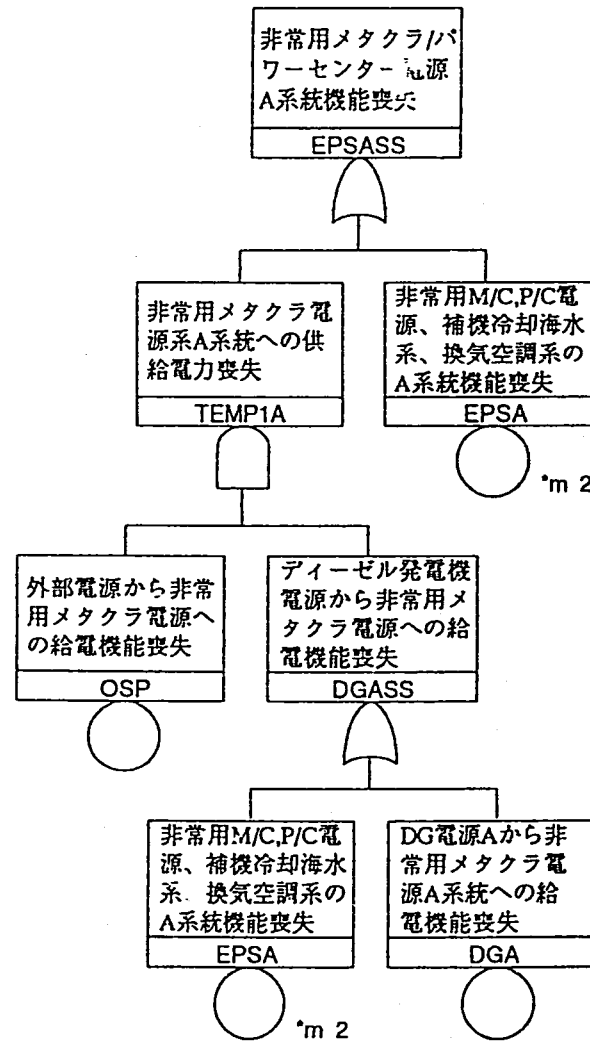 非常用メタクラ/パ
ワーセンター電源
A系統機能喪失
EPSASS
非常用メタクラ電
源系A系統への供
給電力喪失
TEMP1A
非常用M/C,P/C電
源、補機冷却海水
系、換気空調系の
A系統機能喪失
EPSA
*m 2
外部電源から非常
用メタクラ電源へ
の給電機能喪失
OSP
ディーゼル発電機
電源から非常用メ
タクラ電源への給
電機能喪失
DGASS
非常用M/C,P/C電
源、補機冷却海水
系、換気空調系の
A系統機能喪失
EPSA
*m 2
DG電源Aから非
常用メタクラ電
源A系統への給
電機能喪失
DGA